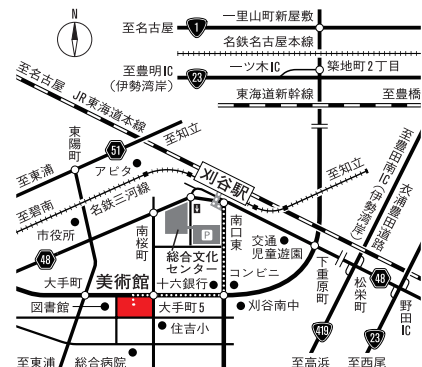 N
至名古屋
1
一里山町新屋敷
名鉄名古屋本線
至豊明IC
(伊勢湾岸)
23
一ツ木IC
築地町2丁目
東海道新幹線
至豊橋
至名古屋
JR東海道本線
至知立
東陽町
51
アピタ
刈谷駅
至知立
至豊田南IC
(伊勢湾岸)
衣浦豊田道路
至東浦
至碧南
名鉄三河線
市役所
南桜町
P
南口東
総合文化
センター
交通
児童遊園
48
大手町
美術館
十六銀行
コンビニ
下重原町
松栄町
48
野田IC
図書館
大手町5
刈谷南中
住吉小
419
23
至東浦
総合病院
至高浜
至西尾